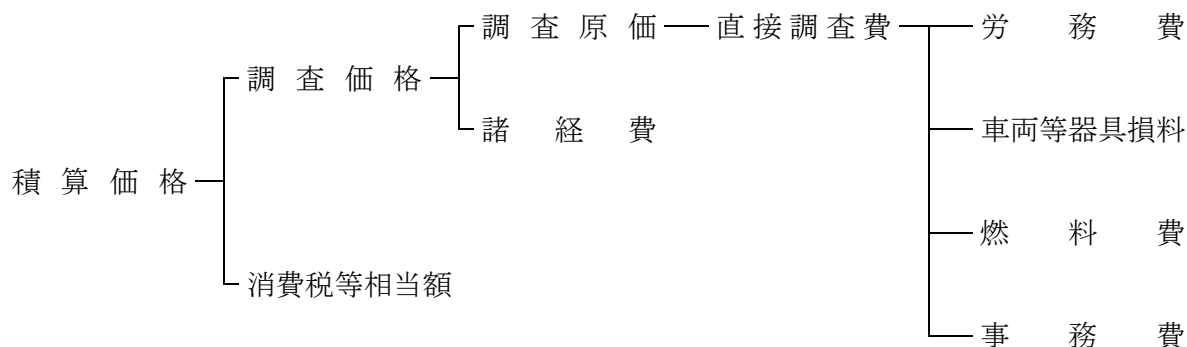 調査原価
直接調査費
労務費
調査価格
諸経費
車両等器具損料
積算価格
燃料費
消費税等相当額
事務費